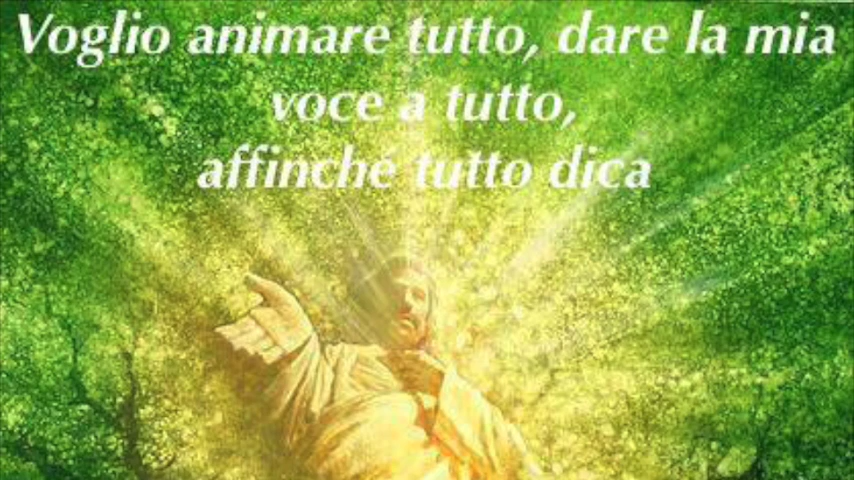 Voglio animare tutto, dare la mia
voce a tutto,
affinché tutto dica